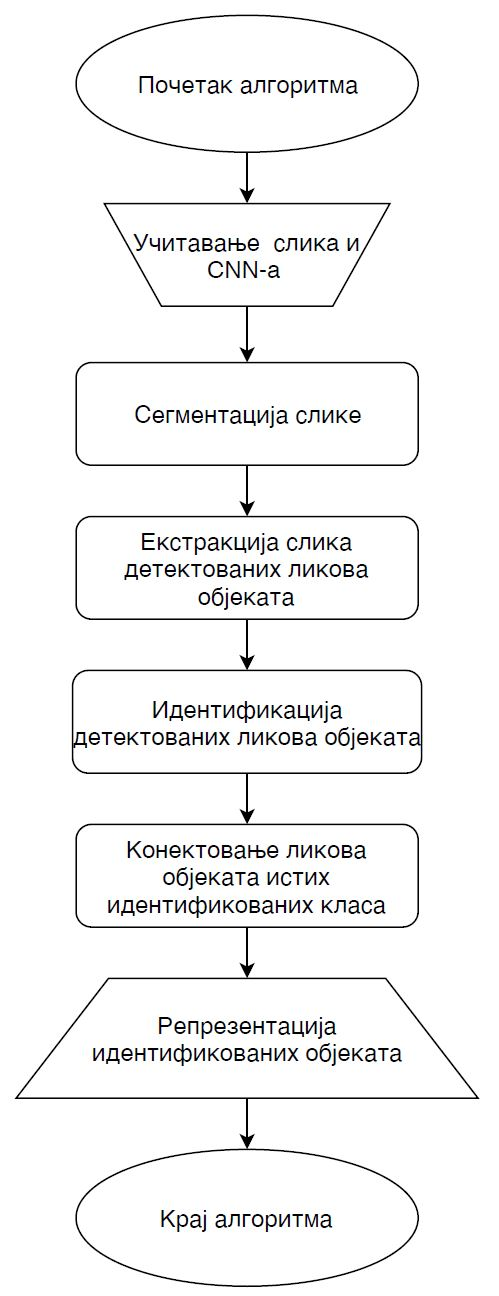 Почетак алгоритма
Учитавање слика и
CNN-а
Сегментација слике
Екстракција слика
детектованих ликова
објеката
Идентификација
детектованих ликова објеката
Конектовање ликова
објеката истих
идентификованих класа
Репрезентација
идентификованих објеката
Крај алгоритма